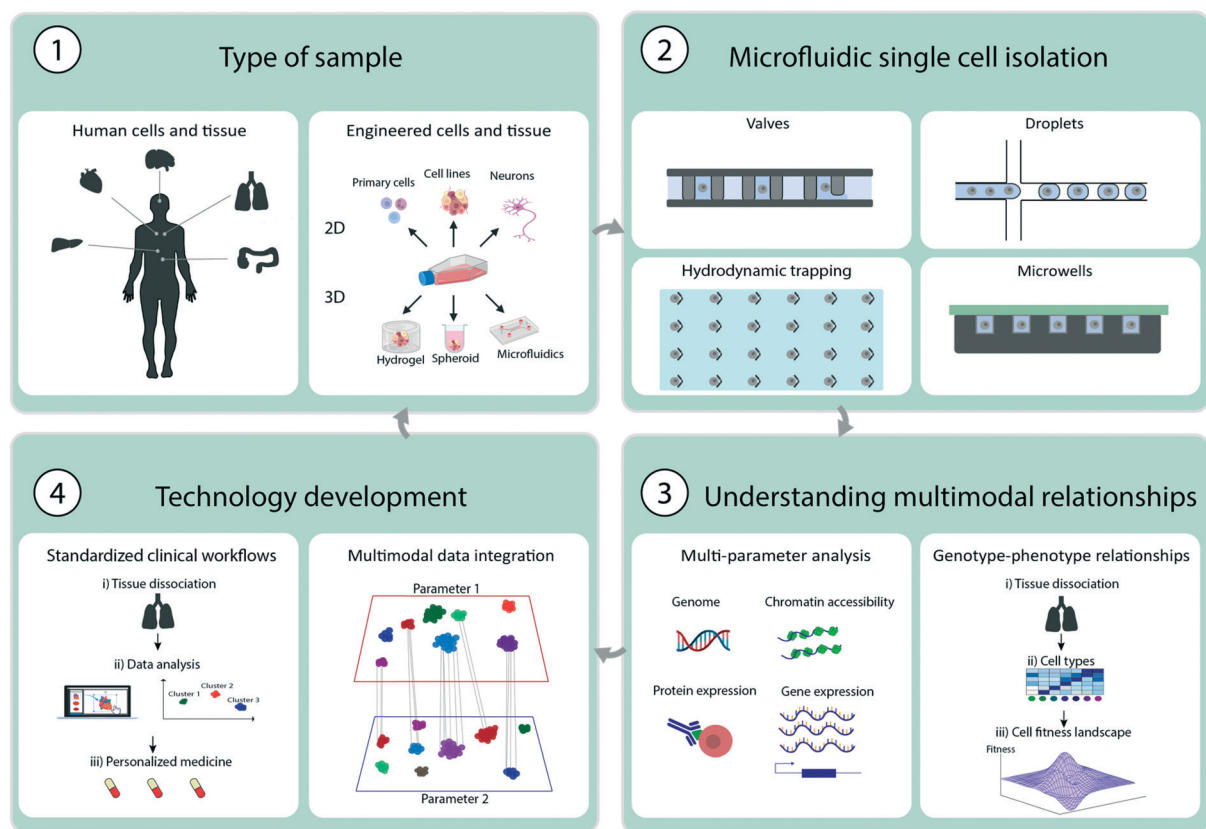 1
Type of sample
Human cells and tissue
Engineered cells and tissue
Primary cells
Cell lines
Neurons
2D
3D
Hydrogel
Spheroid
Microfluidics
2
Microfluidic single cell isolation
Valves
Droplets
Hydrodynamic trapping
Microwells
4
Technology development
Standardized clinical workflows
i) Tissue dissociation
ii) Data analysis
Cluster 1
Cluster 2
Cluster 3
iii) Personalized medicine
Multimodal data integration
Parameter 1
Parameter 2
3
Understanding multimodal relationships
Multi-parameter analysis
Genome
Chromatin accessibility
Protein expression
Gene expression
Genotype-phenotype relationships
i) Tissue dissociation
ii) Cell types
iii) Cell fitness landscape
Fitness